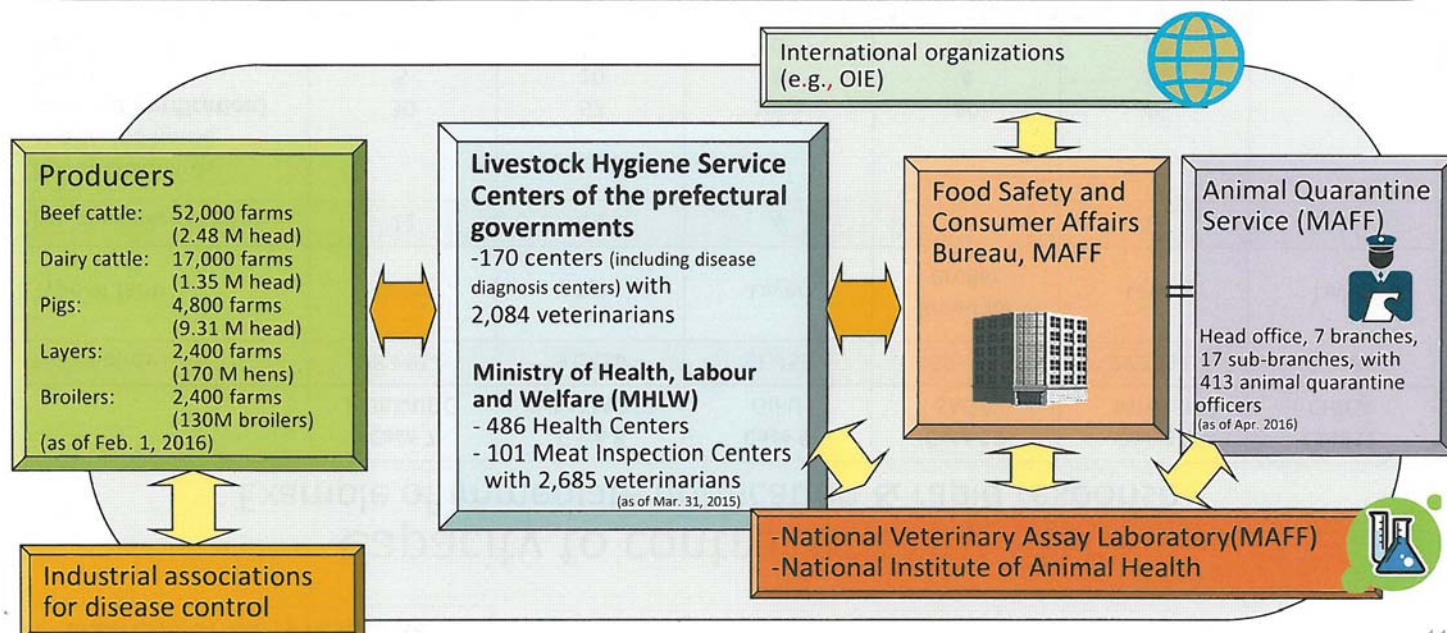 International organizations
(e.g., OIE)
Producers
Beef cattle: 52,000 farms
(2.48 M head)
Dairy cattle: 17,000 farms
(1.35 M head)
Pigs: 4,800 farms
(9.31 M head)
Layers: 2,400 farms
(170 M hens)
Broilers: 2,400 farms
(130M broilers)
(as of Feb. 1, 2016)
Livestock Hygiene Service
Centers of the prefectural
governments
-170 centers (including disease
diagnosis centers) with
2,084 veterinarians
Ministry of Health, Labour
and Welfare (MHLW)
- 486 Health Centers
- 101 Meat Inspection Centers
with 2,685 veterinarians
(as of Mar. 31, 2015)
Food Safety and
Consumer Affairs
Bureau, MAFF
=
Animal Quarantine
Service (MAFF)
Head office, 7 branches,
17 sub-branches, with
413 animal quarantine
officers
(as of Apr. 2016)
-National Veterinary Assay Laboratory(MAFF)
-National Institute of Animal Health
Industrial associations
for disease control